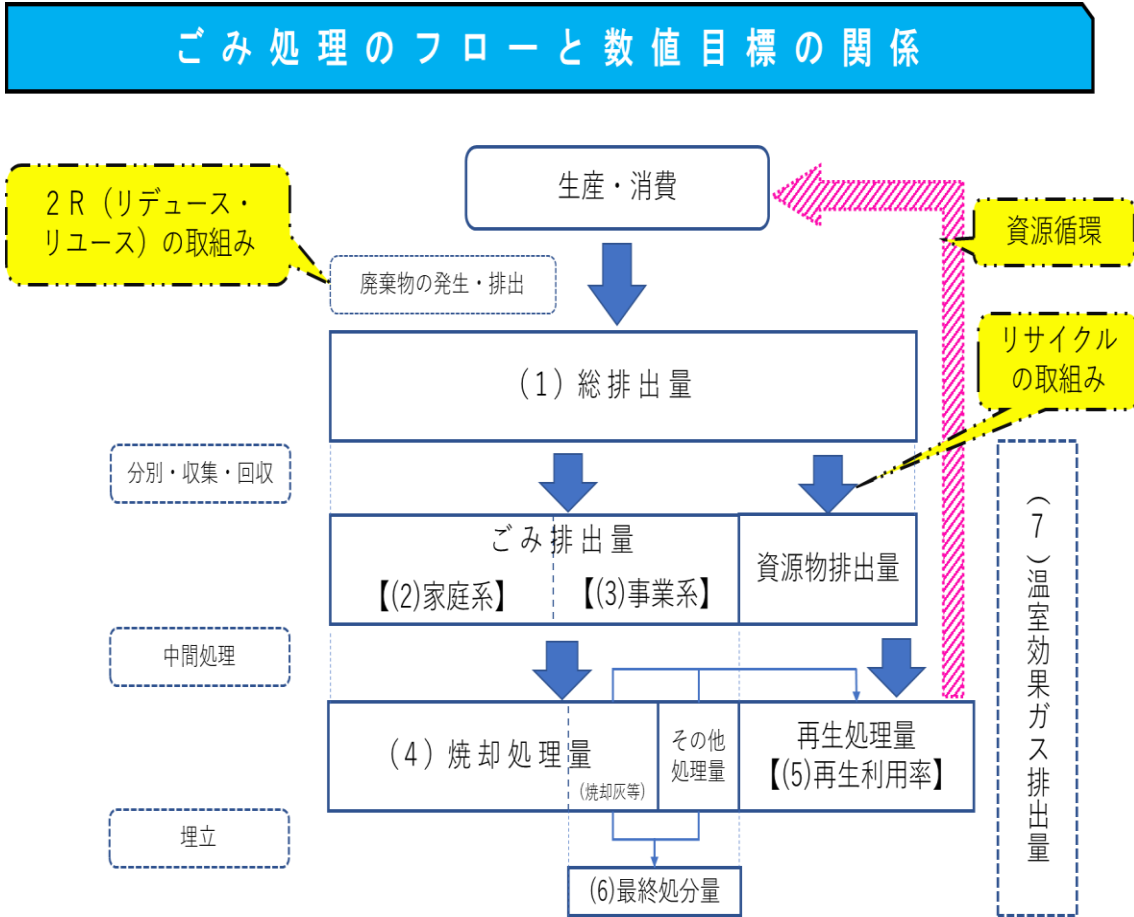 ごみ処理のフローと数値目標の関係
生産・消費
2R（リデュース・
リユース）の取組み
資源循環
廃棄物の発生・排出
リサイクル
の取組み
(1)総排出量
分別・収集・回収
ごみ排出量
【(2)家庭系】
【(3)事業系】
資源物排出量
(7)温室効果ガス排出量
中間処理
(4)焼却処理量
(焼却灰等)
その他
処理量
再生処理量
【(5)再生利用率】
埋立
(6)最終処分量